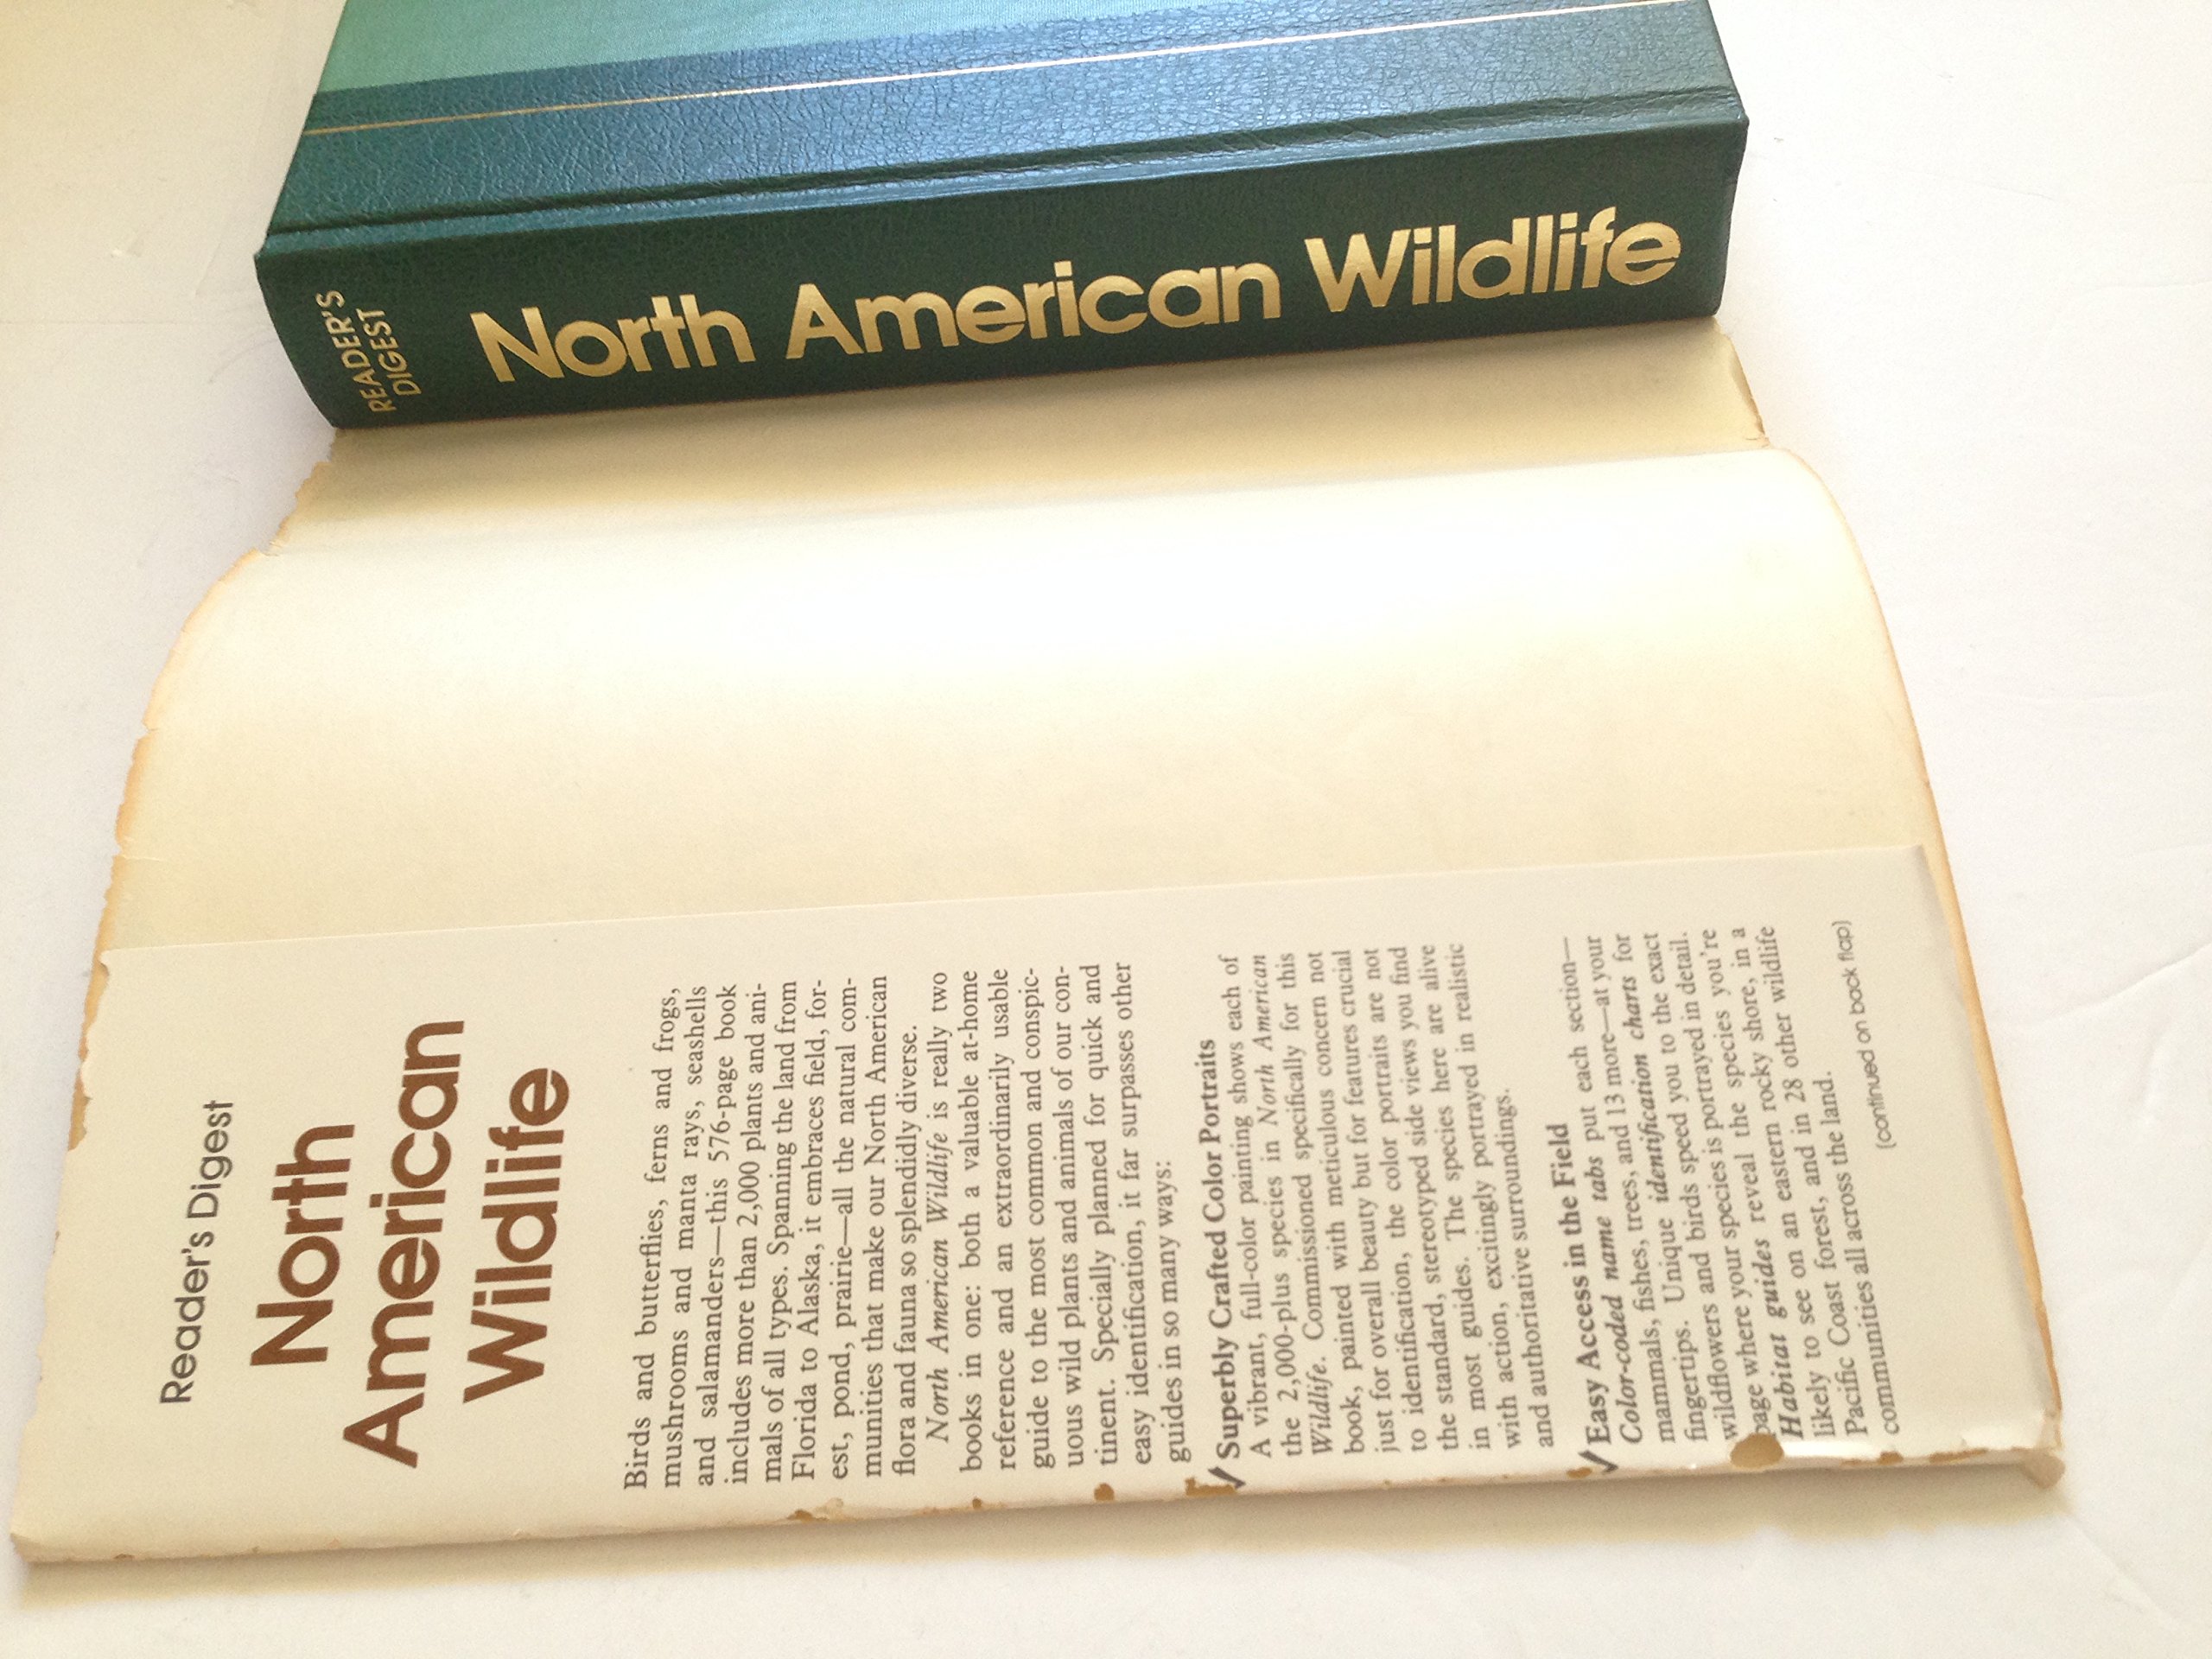 READER'S
DIGEST
North American Wildlife
Reader's Digest
North
American
Wildlife
Birds and butterflies, ferns and frogs,
mushrooms and manta rays, seashells
and salamanders—this 576-page book
includes more than 2,000 plants and ani-
mals of all types. Spanning the land from
Florida to Alaska, it embraces field, for-
est, pond, prairie—all the natural com-
munities that make our North American
flora and fauna so splendidly diverse.
North American Wildlife is really two
books in one: both a valuable at-home
reference and an extraordinarily usable
guide to the most common and conspic-
uous wild plants and animals of our con-
tinent. Specially planned for quick and
easy identification, it far surpasses other
guides in so many ways:
✓Superbly Crafted Color Portraits
A vibrant, full-color painting shows each of
the 2,000-plus species in North American
Wildlife. Commissioned specifically for this
book, painted with meticulous concern not
just for overall beauty but for features crucial
to identification, the color portraits are not
the standard, stereotyped side views you find
in most guides. The species here are alive
with action, excitingly portrayed in realistic
and authoritative surroundings.
✓Easy Access in the Field
Color-coded name tabs put each section—
mammals, fishes, trees, and 13 more—at your
fingertips. Unique identification charts for
wildflowers and birds speed you to the exact
page where your species is portrayed in detail.
Habitat guides reveal the species you're
likely to see on an eastern rocky shore, in a
Pacific Coast forest, and in 28 other wildlife
communities all across the land.
(continued on back flap)